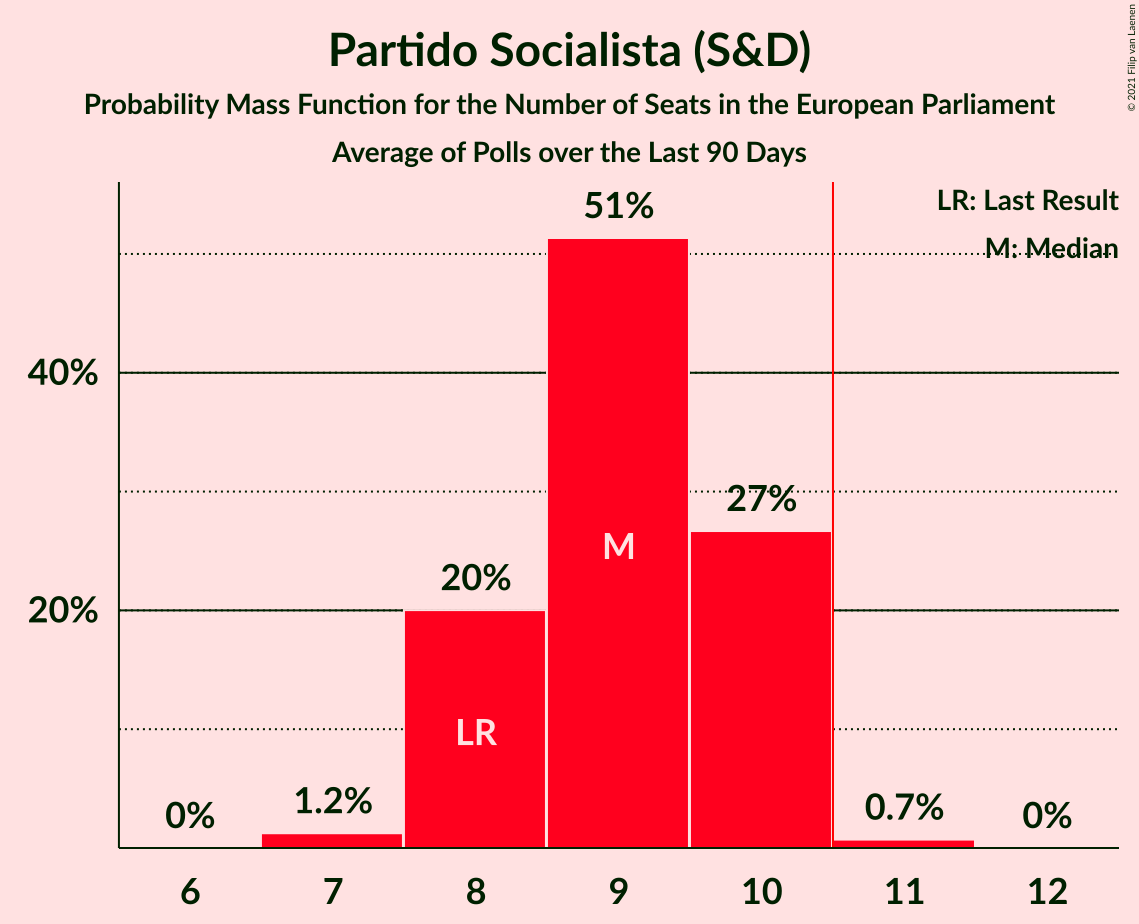 Partido Socialista (S&D)
Probability Mass Function for the Number of Seats in the European Parliament
Average of Polls over the Last 90 Days
© 2021 Filip van Laenen
LR: Last Result
M: Median
51%
40%
27%
M
20%
20%
LR
1.2%
0.7%
0%
0%
6 7 8 9 10 11 12